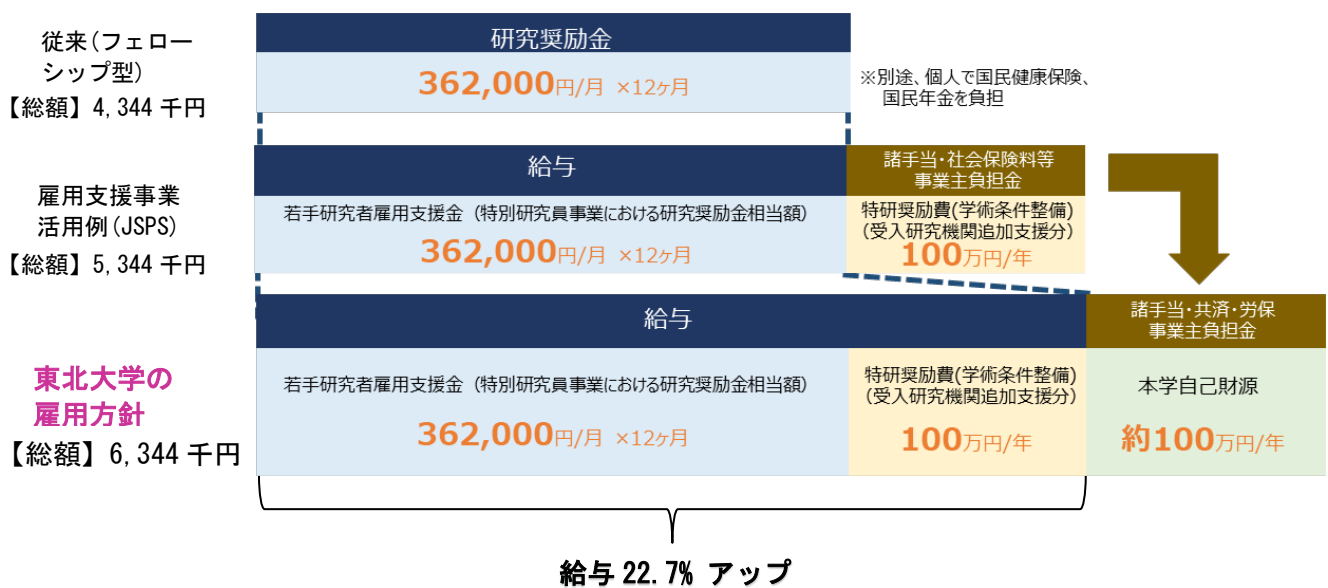 従来(フェロー
シップ型)
【総額】4,344 千円
研究奨励金
362,000円/月 ×12ヶ月
※別途、個人で国民健康保険、
国民年金を負担
雇用支援事業
活用例(JSPS)
【総額】5,344 千円
給与
若手研究者雇用支援金（特別研究員事業における研究奨励金相当額）
362,000円/月 ×12ヶ月
諸手当・社会保険料等
事業主負担金
特研奨励費(学術条件整備)
(受入研究機関追加支援分)
100万円/年
東北大学の
雇用方針
【総額】6,344 千円
給与
若手研究者雇用支援金（特別研究員事業における研究奨励金相当額）
362,000円/月 ×12ヶ月
特研奨励費(学術条件整備)
(受入研究機関追加支援分)
100万円/年
諸手当・共済・労保
事業主負担金
本学自己財源
約100万円/年
給与 22.7% アップ